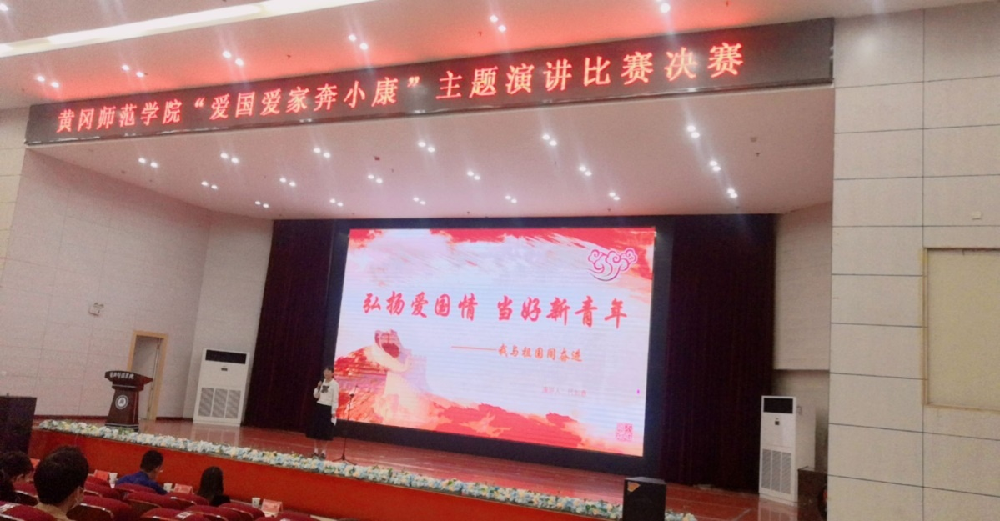 黄冈师范学院“爱国爱家奔小康”主题演讲比赛决赛
弘扬爱国情 当好新青年
———我与祖国同奋进